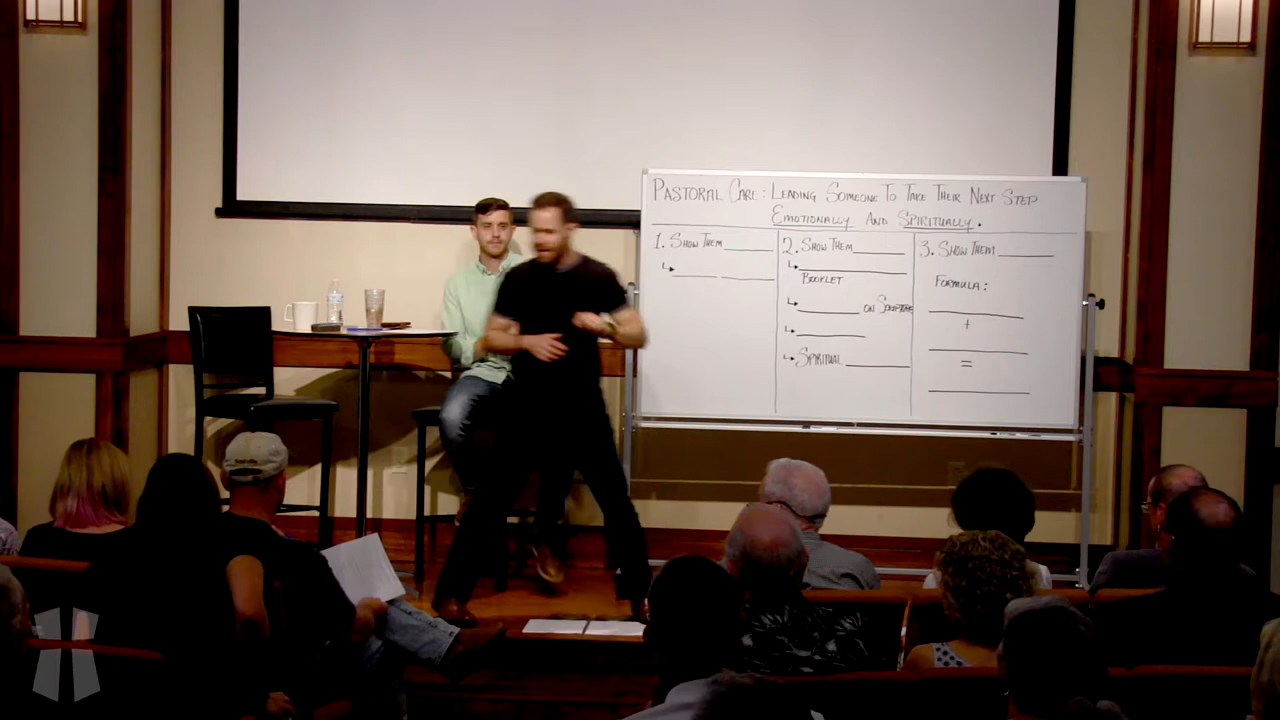 PASTORAL CARE: LEADING SOMEONE TO TAKE THEIR NEXT STEP
EMOTIONALLY AND SPIRITUALLY.
1. SHOW THEM
2. SHOW THEM
BOOKLET
ON SCRIPTURE
SPIRITUAL
3. SHOW THEM
FORMULA:
+
=